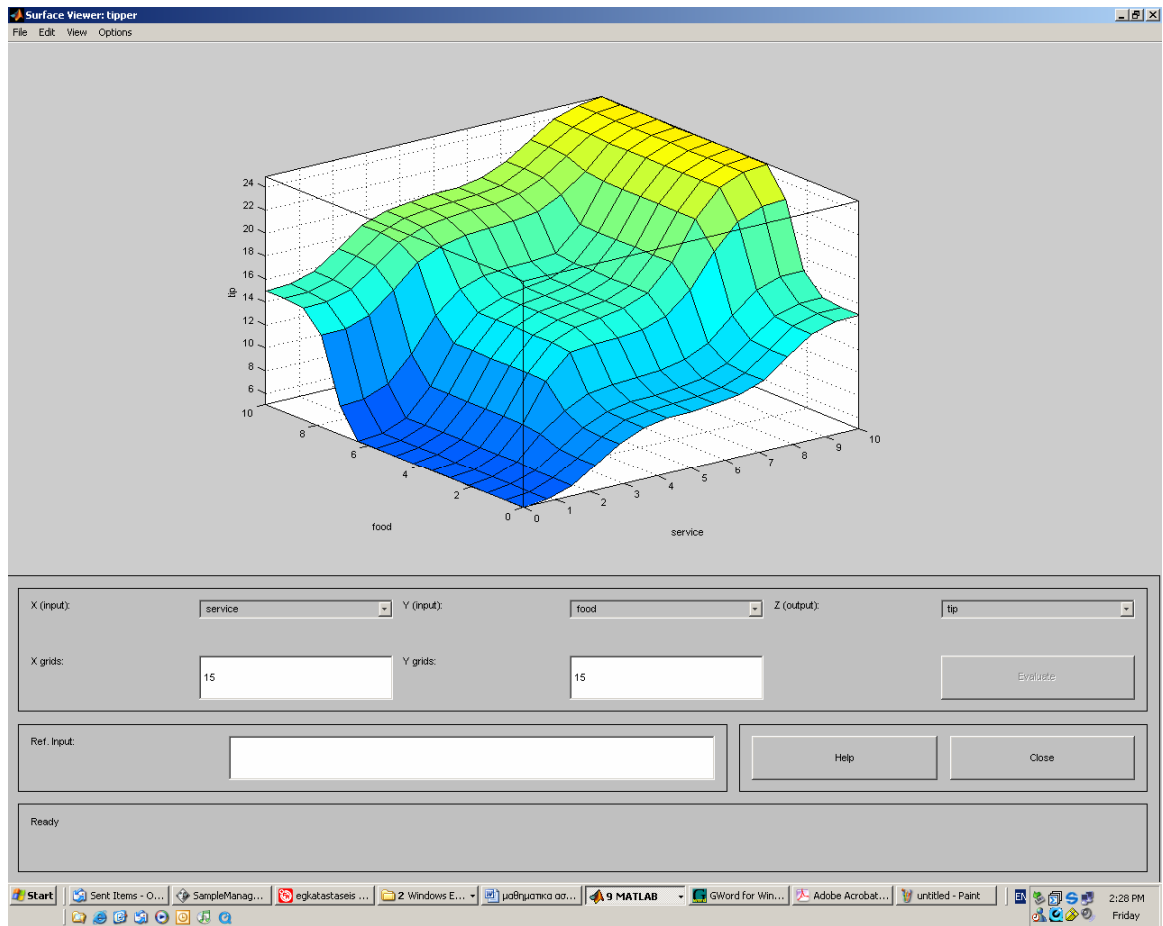 Surface Viewer: tipper
File Edit View Options
24
22
20
18
16
14
12
10
8
6
tip
10
8
6
4
2
0
food
0
1
2
3
4
5
6
7
8
9
10
service
X (input): service Y (input): food Z (output): tip
X grids: 15 Y grids: 15 Evaluate
Ref. Input: Help Close
Ready
Start Sent Items - O... SampleManag... egkatastaseis ... 2 Windows E... μαθηματικα ασ... 9 MATLAB GWord for Win... Adobe Acrobat... untitled - Paint EN 2:28 PM
Friday